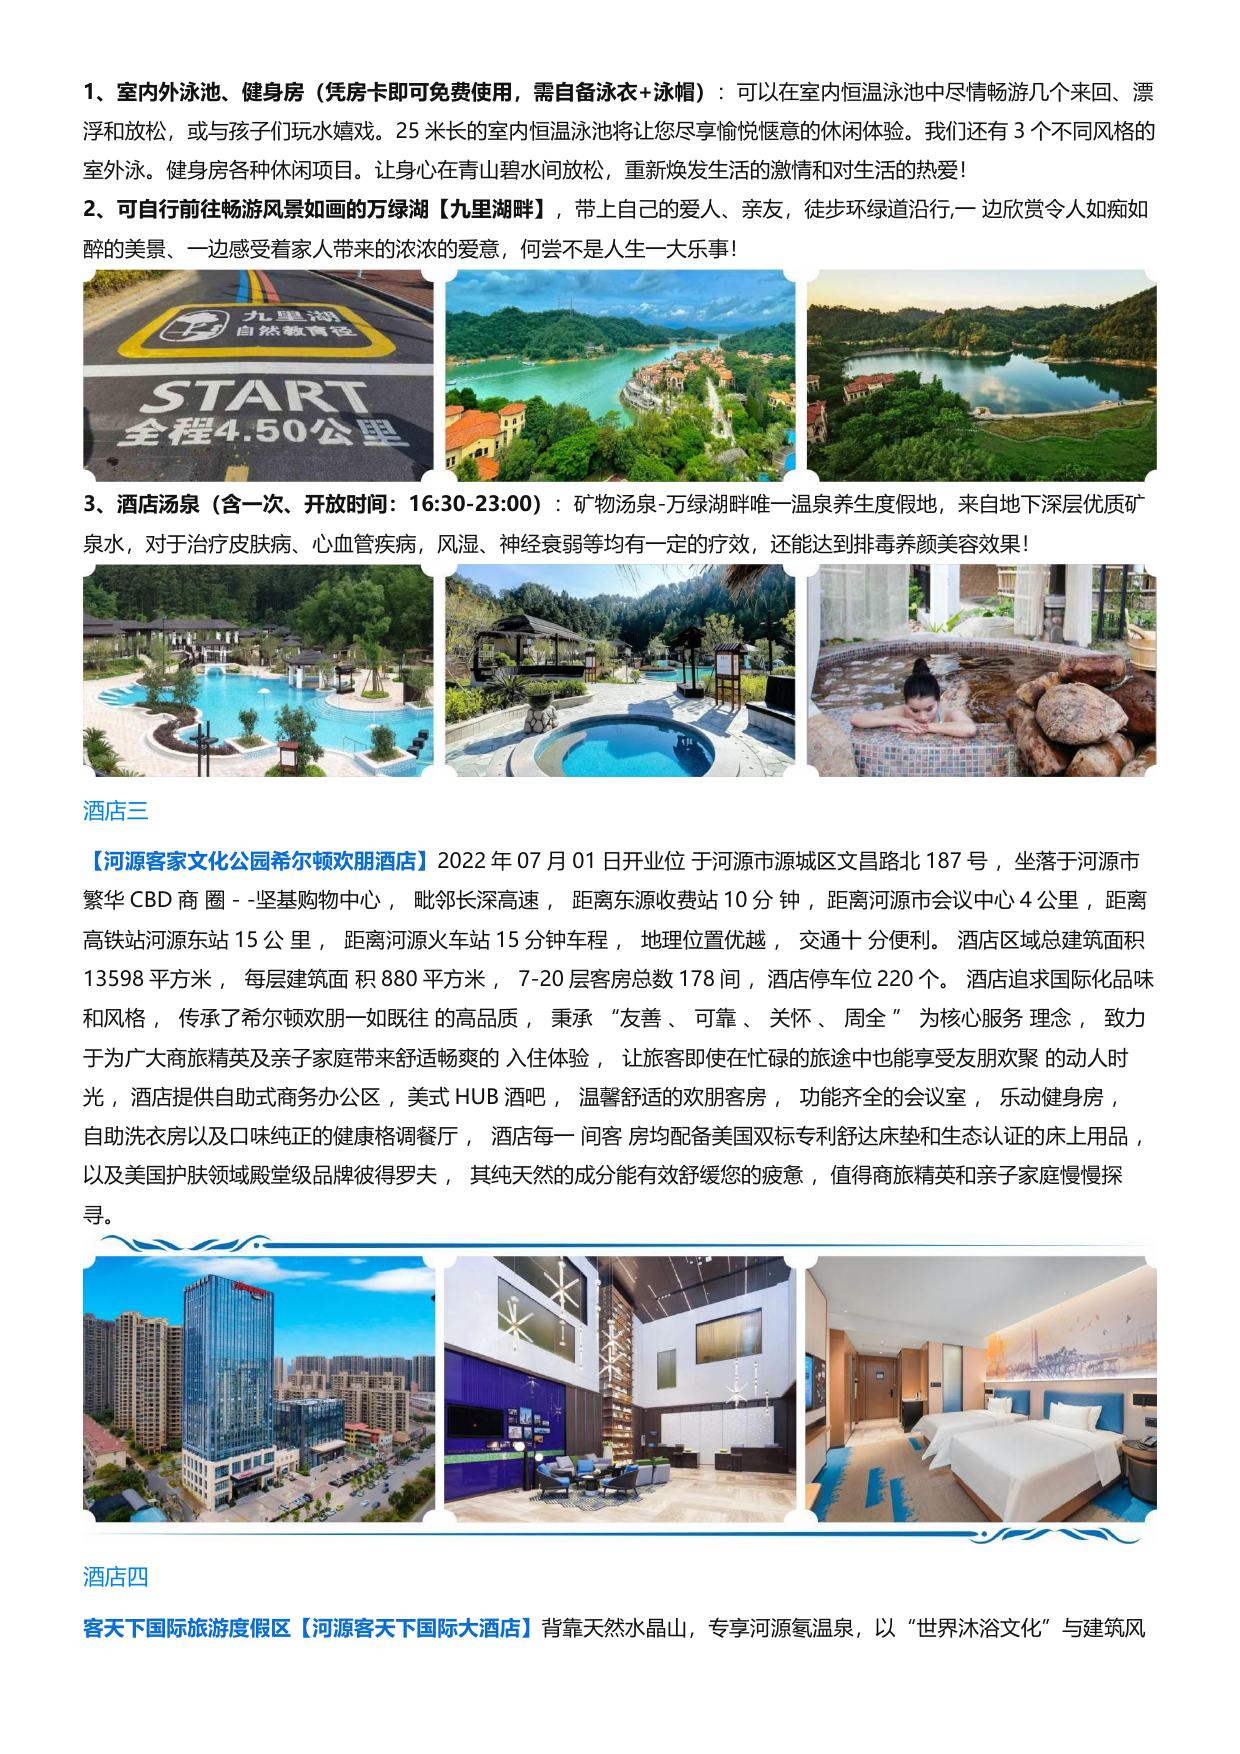 1、室内外泳池、健身房（凭房卡即可免费使用，需自备泳衣+泳帽）：可以在室内恒温泳池中尽情畅游几个来回、漂
浮和放松，或与孩子们玩水嬉戏。25 米长的室内恒温泳池将让您尽享愉悦惬意的休闲体验。我们还有 3 个不同风格的
室外泳。健身房各种休闲项目。让身心在青山碧水间放松，重新焕发生活的激情和对生活的热爱！
2、可自行前往畅游风景如画的万绿湖【九里湖畔】，带上自己的爱人、亲友，徒步环绿道沿行,一 边欣赏令人如痴如
醉的美景、一边感受着家人带来的浓浓的爱意，何尝不是人生一大乐事！
九里湖
自然教育径
START
全程4.50公里
3、酒店汤泉（含一次、开放时间：16:30-23:00）：矿物汤泉-万绿湖畔唯一温泉养生度假地，来自地下深层优质矿
泉水，对于治疗皮肤病、心血管疾病，风湿、神经衰弱等均有一定的疗效，还能达到排毒养颜美容效果！
酒店三
【河源客家文化公园希尔顿欢朋酒店】2022 年 07 月 01 日开业位 于河源市源城区文昌路北 187 号 ，坐落于河源市
繁华 CBD 商 圈 - -坚基购物中心 ， 毗邻长深高速 ， 距离东源收费站 10 分 钟 ，距离河源市会议中心 4 公里 ，距离
高铁站河源东站 15 公 里 ， 距离河源火车站 15 分钟车程 ， 地理位置优越 ， 交通十 分便利。 酒店区域总建筑面积
13598 平方米 ， 每层建筑面 积 880 平方米 ， 7-20 层客房总数 178 间 ，酒店停车位 220 个。 酒店追求国际化品味
和风格 ， 传承了希尔顿欢朋一如既往 的高品质 ， 秉承 “友善 、 可靠 、 关怀 、 周全 ” 为核心服务 理念 ， 致力
于为广大商旅精英及亲子家庭带来舒适畅爽的 入住体验 ， 让旅客即使在忙碌的旅途中也能享受友朋欢聚 的动人时
光 ，酒店提供自助式商务办公区 ，美式 HUB 酒吧 ， 温馨舒适的欢朋客房 ， 功能齐全的会议室 ， 乐动健身房 ，
自助洗衣房以及口味纯正的健康格调餐厅 ， 酒店每一 间客 房均配备美国双标专利舒达床垫和生态认证的床上用品 ，
以及美国护肤领域殿堂级品牌彼得罗夫 ， 其纯天然的成分能有效舒缓您的疲惫 ，值得商旅精英和亲子家庭慢慢探
寻。
酒店四
客天下国际旅游度假区【河源客天下国际大酒店】背靠天然水晶山，专享河源氡温泉，以“世界沐浴文化”与建筑风